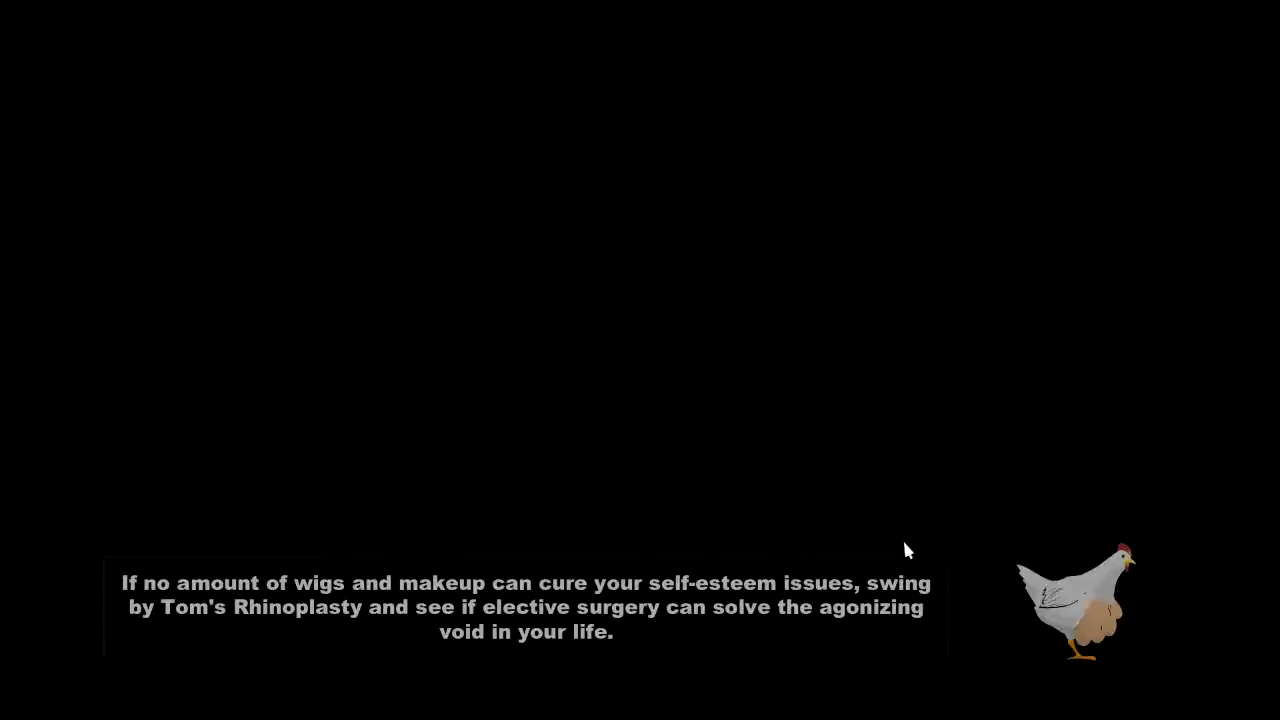 If no amount of wigs and makeup can cure your self-esteem issues, swing
by Tom's Rhinoplasty and see if elective surgery can solve the agonizing
void in your life.